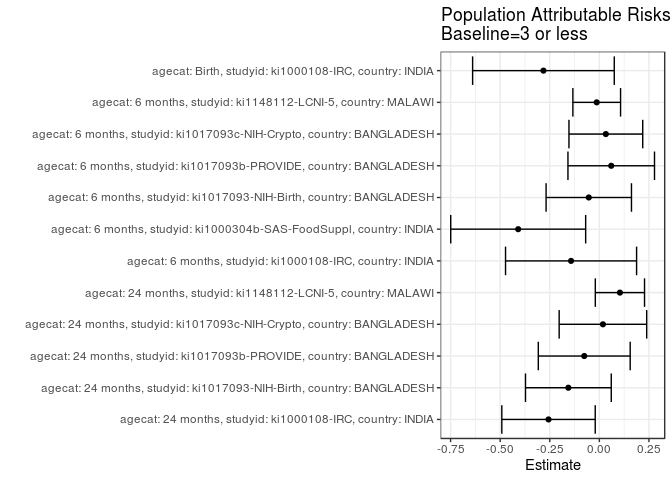 Population Attributable Risks
Baseline=3 or less
agecat: Birth, studyid: ki1000108-IRC, country: INDIA
agecat: 6 months, studyid: ki1148112-LCNI-5, country: MALAWI
agecat: 6 months, studyid: ki1017093c-NIH-Crypto, country: BANGLADESH
agecat: 6 months, studyid: ki1017093b-PROVIDE, country: BANGLADESH
agecat: 6 months, studyid: ki1017093-NIH-Birth, country: BANGLADESH
agecat: 6 months, studyid: ki1000304b-SAS-FoodSuppl, country: INDIA
agecat: 6 months, studyid: ki1000108-IRC, country: INDIA
agecat: 24 months, studyid: ki1148112-LCNI-5, country: MALAWI
agecat: 24 months, studyid: ki1017093c-NIH-Crypto, country: BANGLADESH
agecat: 24 months, studyid: ki1017093b-PROVIDE, country: BANGLADESH
agecat: 24 months, studyid: ki1017093-NIH-Birth, country: BANGLADESH
agecat: 24 months, studyid: ki1000108-IRC, country: INDIA
-0.75 -0.50 -0.25 0.00 0.25
Estimate